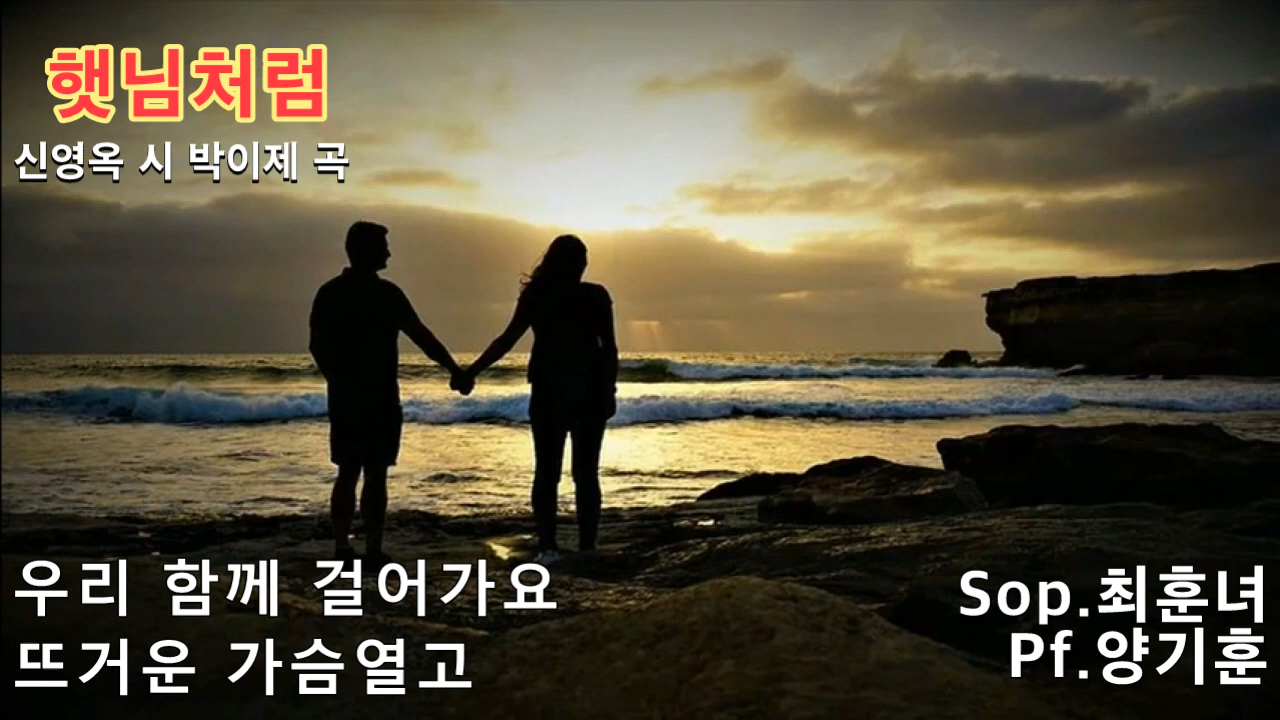 햇님처럼
신영옥 시 박이제 곡
우리 함께 걸어가요
뜨거운 가슴열고
Sop.최훈녀
Pf.양기훈